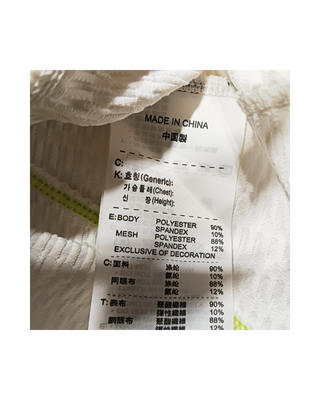 MADE IN CHINA
中国製
C:
K: 호칭(Generic):
가슴둘레(Chest):
신 장(Height):
E: BODY POLYESTER 90%
SPANDEX 10%
MESH POLYESTER 88%
SPANDEX 12%
EXCLUSIVE OF DECORATION
C: 面料 涤纶 90%
氨纶 10%
网眼布 涤纶 88%
氨纶 12%
T: 表布 聚酯纖維 90%
彈性纖維 10%
網眼布 聚酯纖維 88%
彈性纖維 12%